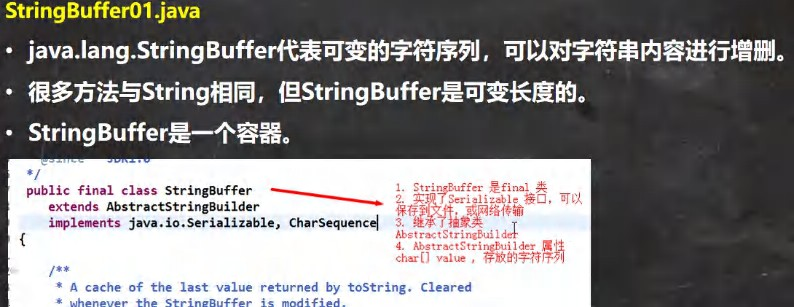 StringBuffer01.java
• java.lang.StringBuffer代表可变的字符序列，可以对字符串内容进行增删。
• 很多方法与String相同，但StringBuffer是可变长度的。
• StringBuffer是一个容器。
*/
public final class StringBuffer
extends AbstractStringBuilder
implements java.io.Serializable, CharSequence
{
/**
* A cache of the last value returned by toString. Cleared
* whenever the StringBuffer is modified.
1. StringBuffer 是final 类
2. 实现了Serializable 接口，可以
保存到文件，或网络传输
3. 继承了抽象类
AbstractStringBuilder
4. AbstractStringBuilder 属性
char[] value ，存放的字符序列